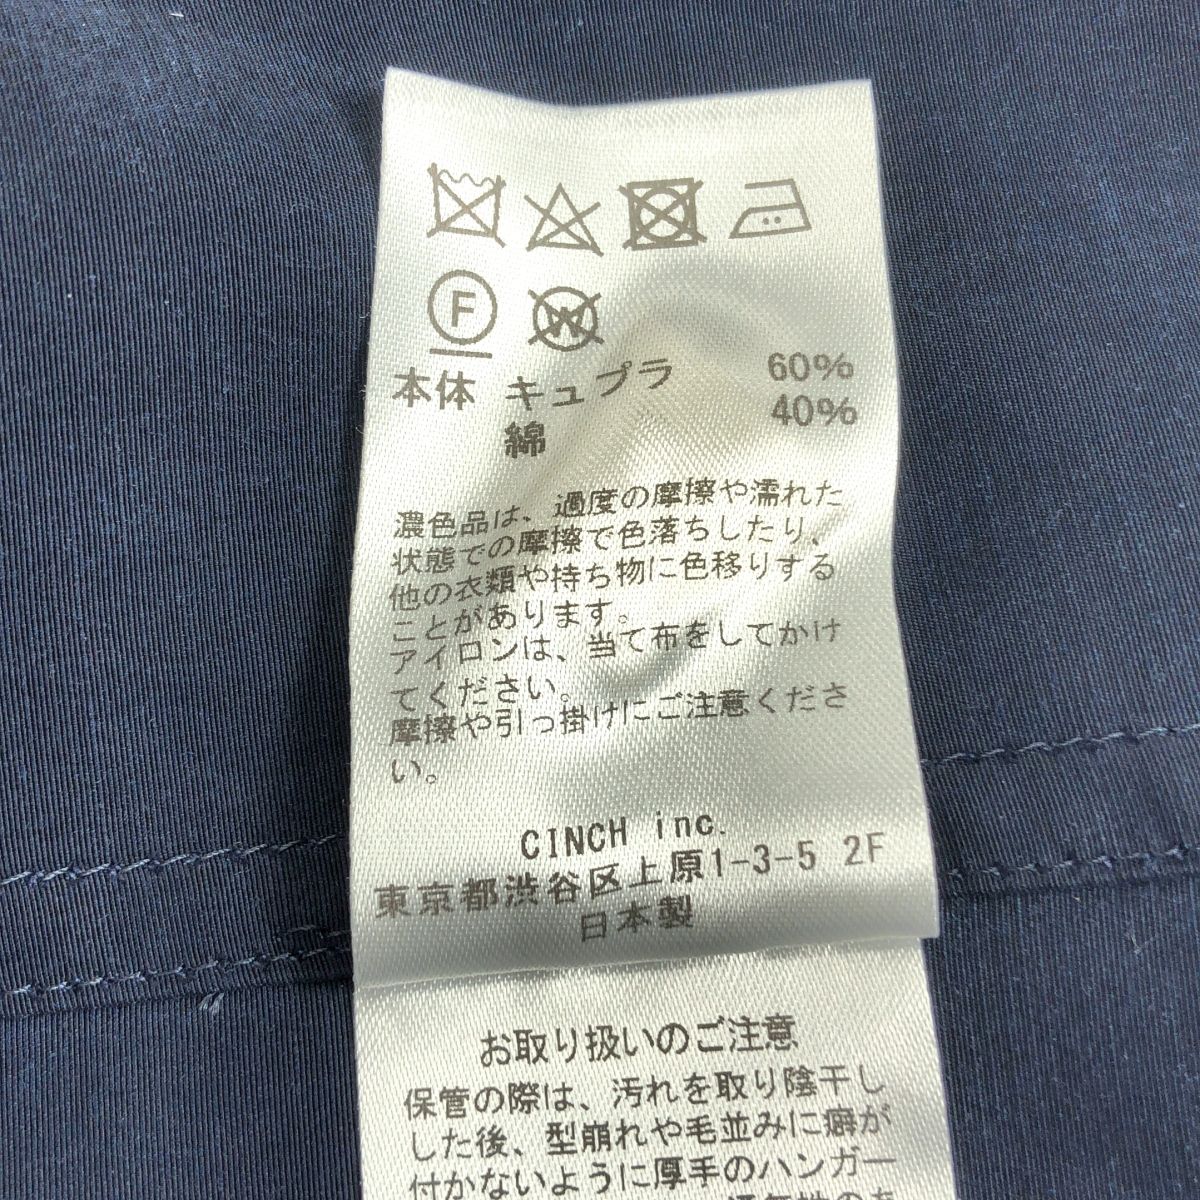 F W
本体 キュプラ 60%
綿 40%
濃色品は、過度の摩擦や濡れた
状態での摩擦で色落ちしたり、
他の衣類や持ち物に色移りする
ことがあります。
アイロンは、当て布をしてかけ
てください。
摩擦や引っ掛けにご注意くださ
い。
CINCH inc.
東京都渋谷区上原1-3-5 2F
日本製
お取り扱いのご注意
保管の際は、汚れを取り陰干し
した後、型崩れや毛並みに癖が
付かないように厚手のハンガー